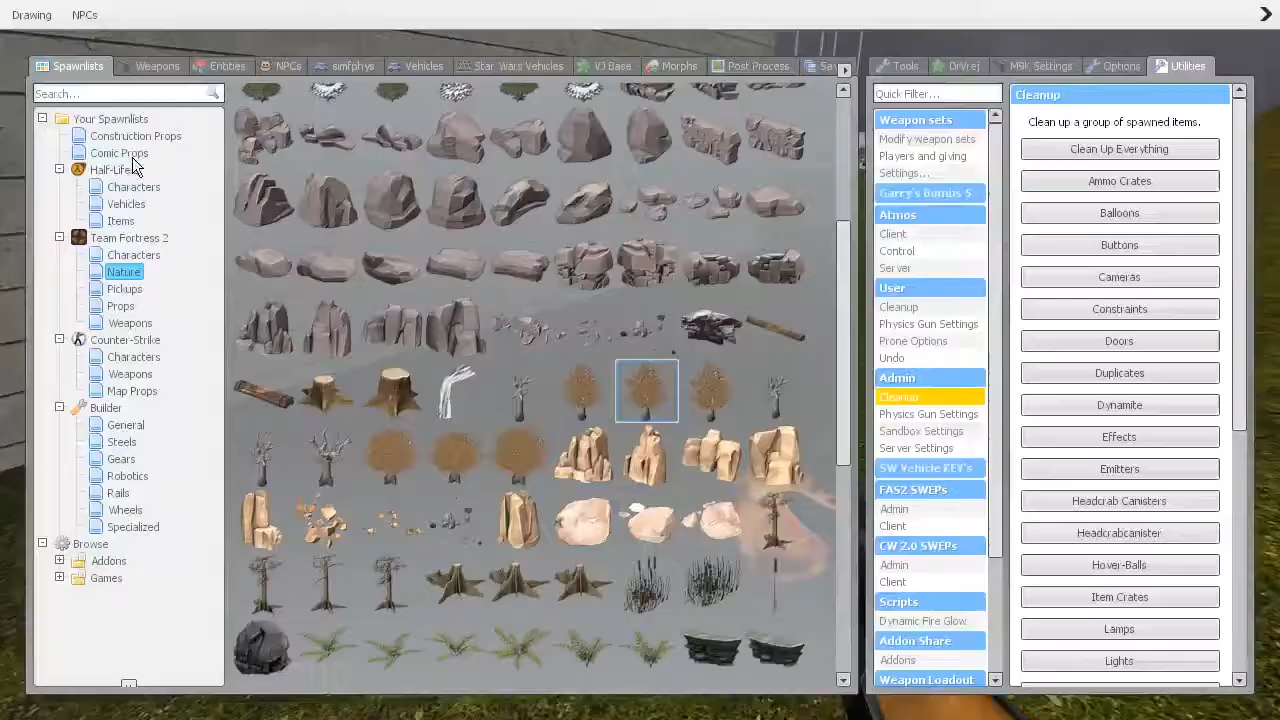 Drawing NPCs
Spawnlists Weapons Entities NPCs simfphys Vehicles Star Wars Vehicles VJ Base Morphs Post Process
Tools DrVrej M9K Settings Options Utilities
Search...
Your Spawnlists
Construction Props
Comic Props
Half-Life
Characters
Vehicles
Items
Team Fortress 2
Characters
Nature
Pickups
Props
Weapons
Counter-Strike
Characters
Weapons
Map Props
Builder
General
Steels
Gears
Robotics
Rails
Wheels
Specialized
Browse
Addons
Games
Quick Filter...
Weapon sets
Modify weapon sets
Players and giving
Settings...
Garry's Bombs 5
Atmos
Client
Control
Server
User
Cleanup
Physics Gun Settings
Prone Options
Undo
Admin
Cleanup
Physics Gun Settings
Sandbox Settings
Server Settings
SW Vehicle KEY's
FAS2 SWEPs
Admin
Client
CW 2.0 SWEPs
Admin
Client
Scripts
Dynamic Fire Glow
Addon Share
Addons
Weapon Loadout
Cleanup
Clean up a group of spawned items.
Clean Up Everything
Ammo Crates
Balloons
Buttons
Cameras
Constraints
Doors
Duplicates
Dynamite
Effects
Emitters
Headcrab Canisters
Headcrabcanister
Hover-Balls
Item Crates
Lamps
Lights